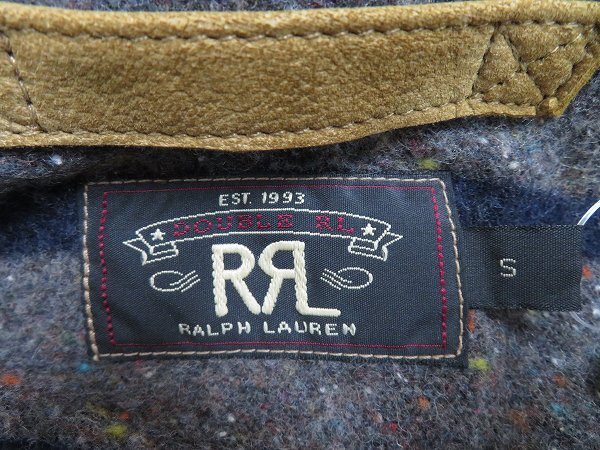 EST. 1993
DOUBLE RL
RRL
RALPH LAUREN
S